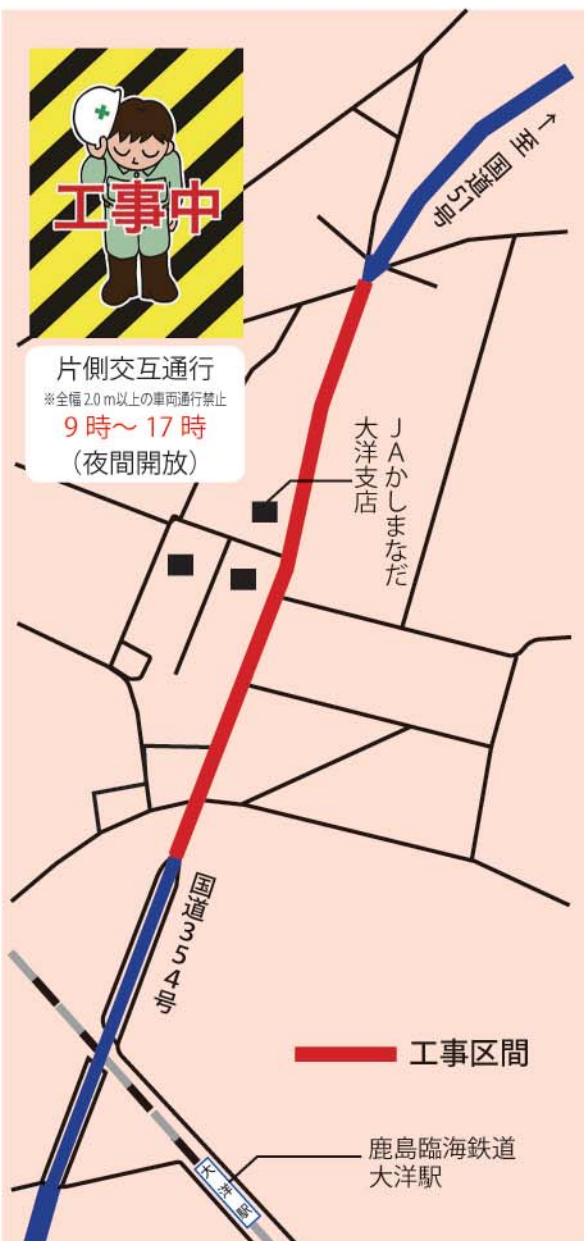 工事中
片側交互通行
※全幅 2.0 m以上の車両通行禁止
9 時～ 17 時
（夜間開放）
↑至 国道51号
JAかしまなだ
大洋支店
国道354号
工事区間
鹿島臨海鉄道
大洋駅
大洋駅